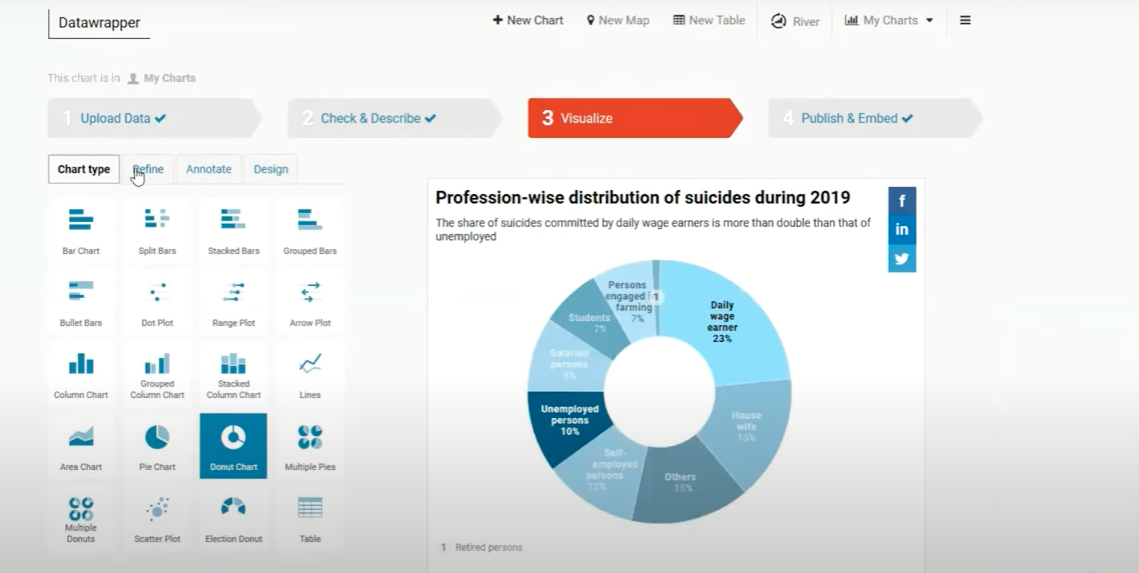 Datawrapper
+ New Chart
New Map
New Table
River
My Charts
This chart is in My Charts
1 Upload Data
2 Check & Describe
3 Visualize
4 Publish & Embed
Chart type
Refine
Annotate
Design
Bar Chart
Split Bars
Stacked Bars
Grouped Bars
Bullet Bars
Dot Plot
Range Plot
Arrow Plot
Column Chart
Grouped
Column Chart
Stacked
Column Chart
Lines
Area Chart
Pie Chart
Donut Chart
Multiple Pies
Multiple
Donuts
Scatter Plot
Election Donut
Table
Profession-wise distribution of suicides during 2019
The share of suicides committed by daily wage earners is more than double than that of
unemployed
f
in
Persons
engaged i
farming
7%
1
Daily
wage
earner
23%
Students
7%
Salaried
persons
9%
Unemployed
persons
10%
Self-
employed
persons
12%
Others
15%
House
wife
15%
1 Retired persons